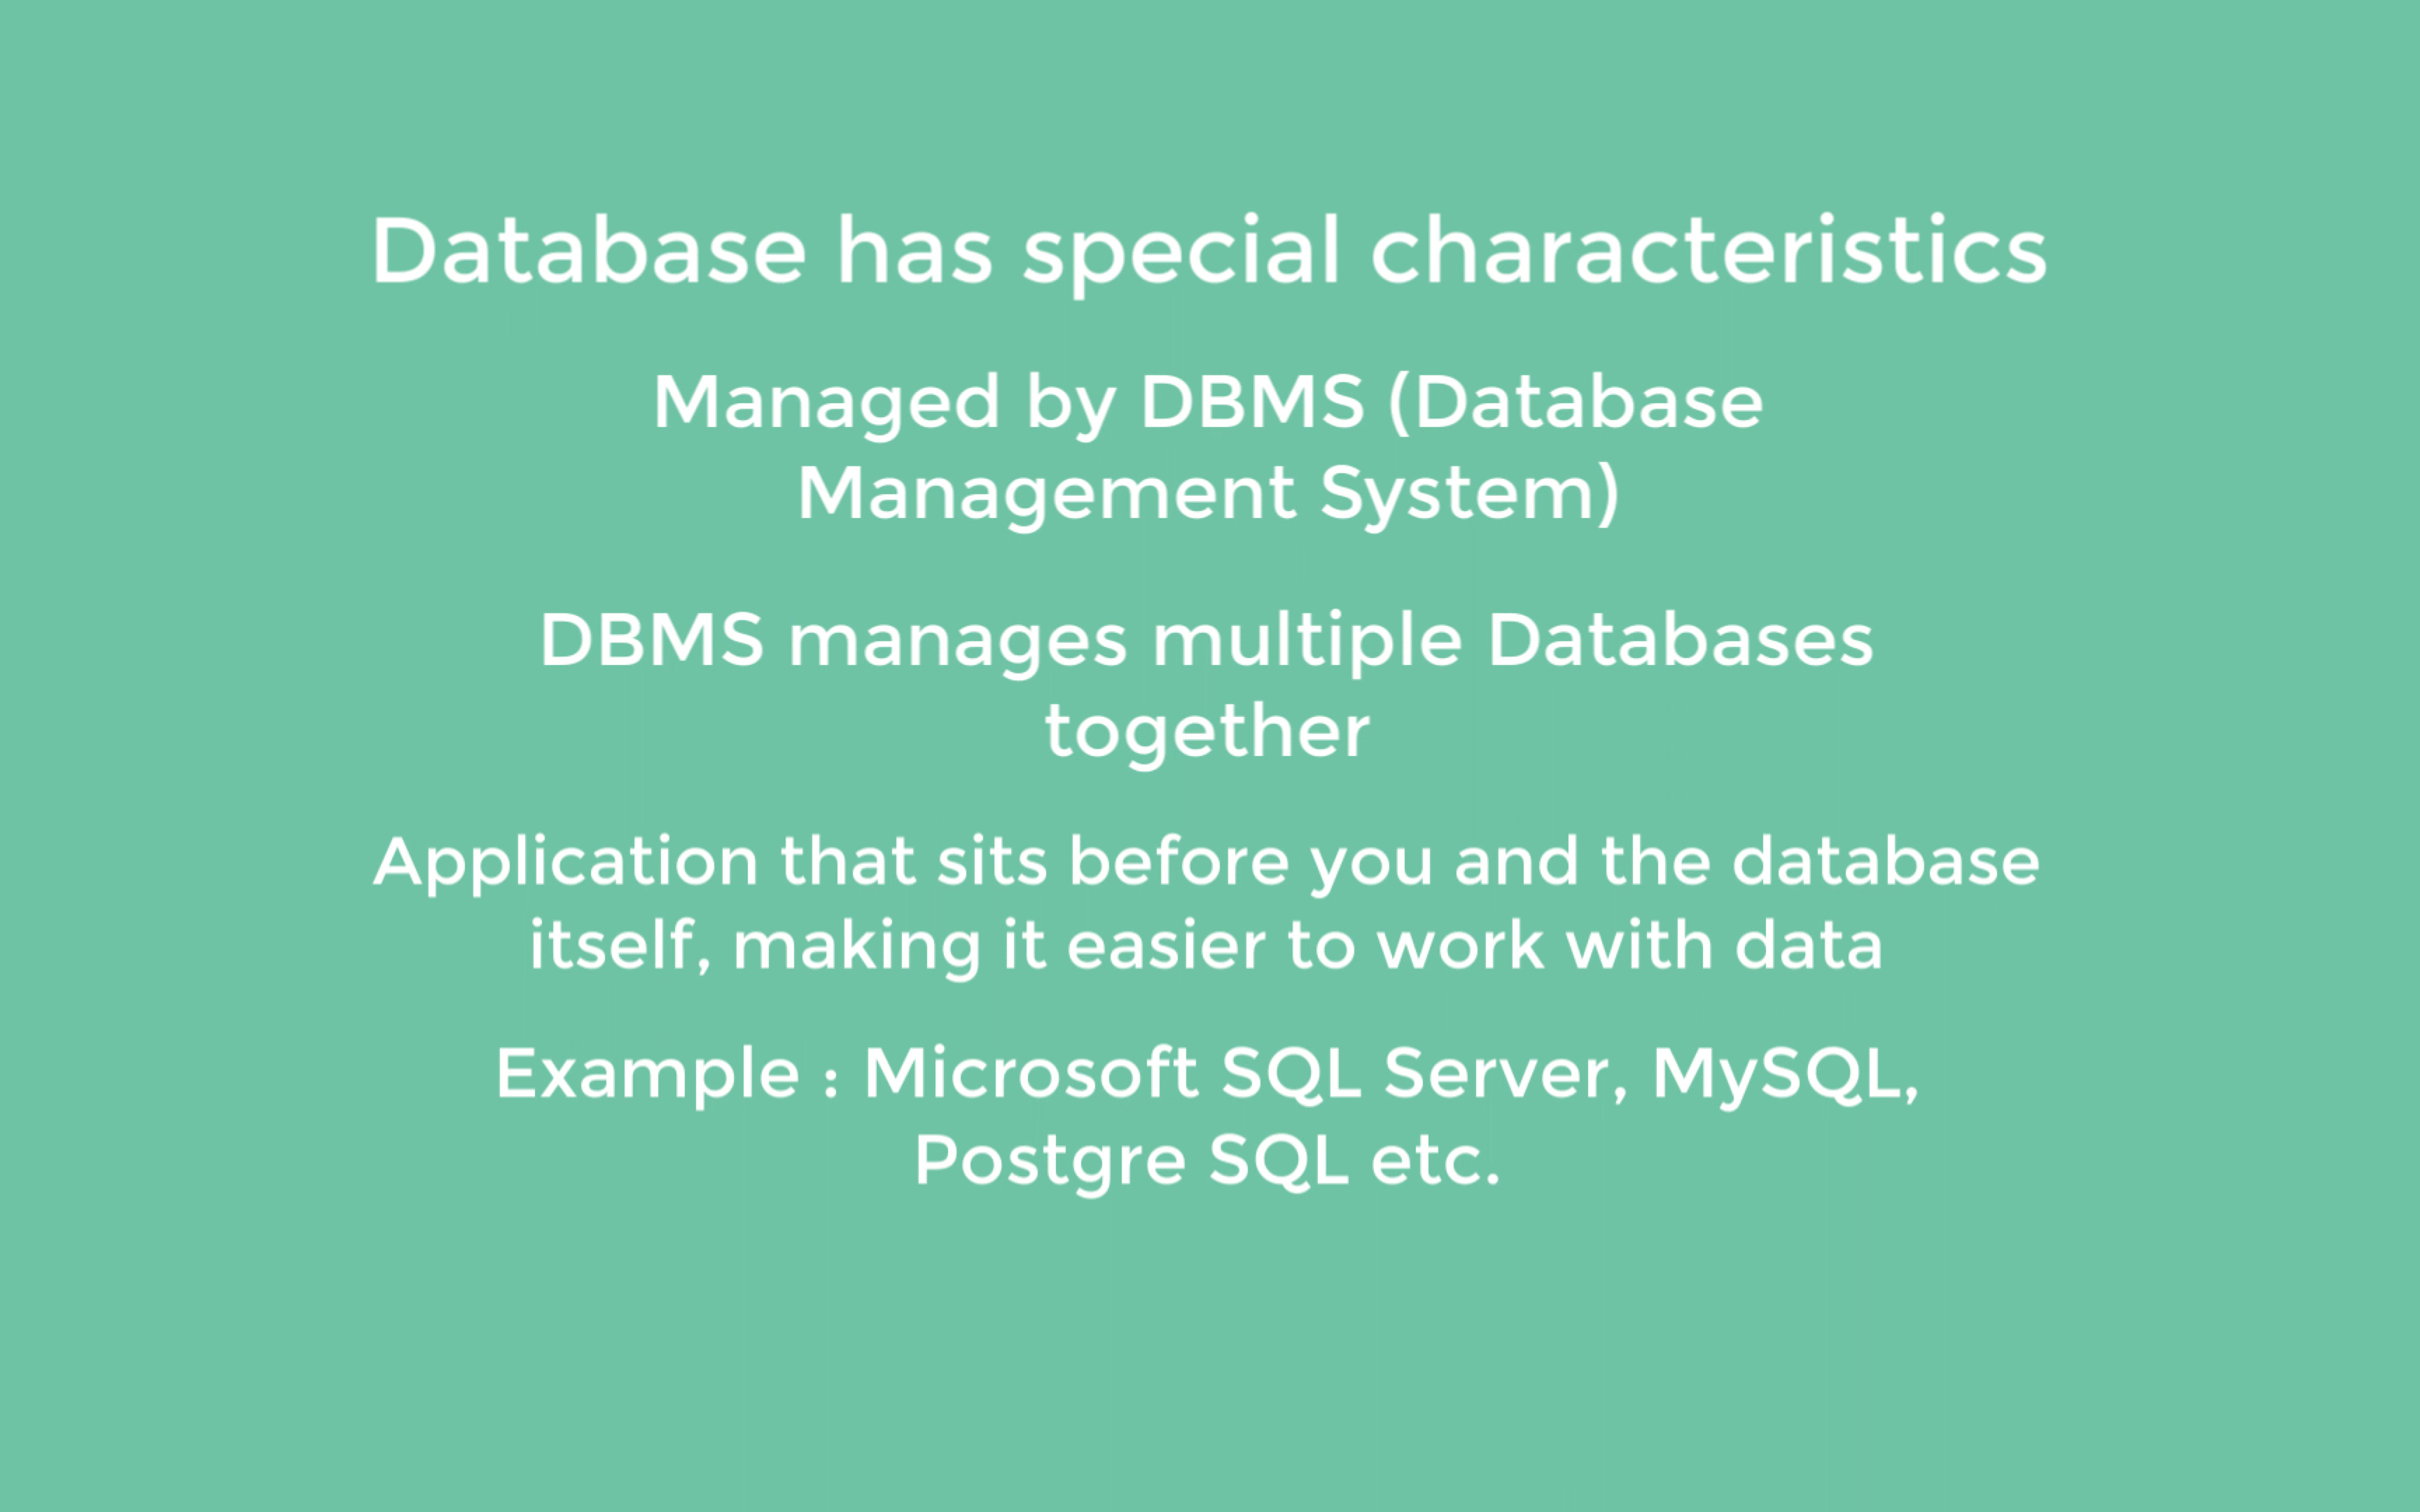 Database has special characteristics
Managed by DBMS (Database
Management System)
DBMS manages multiple Databases
together
Application that sits before you and the database
itself, making it easier to work with data
Example : Microsoft SQL Server, MySQL,
Postgre SQL etc.